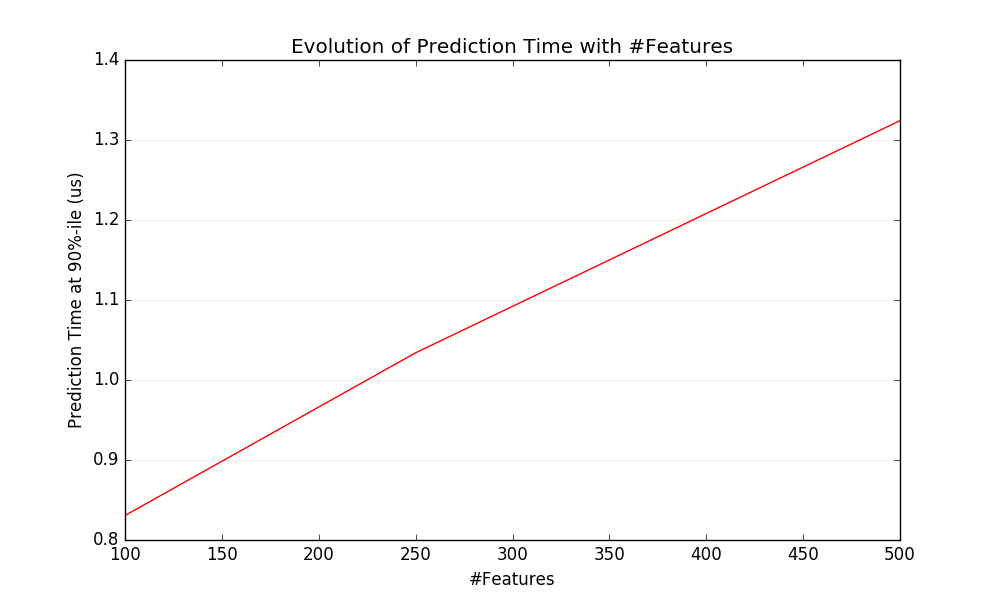 Evolution of Prediction Time with #Features
1.4
1.3
1.2
1.1
1.0
0.9
0.8
Prediction Time at 90%-ile (us)
100 150 200 250 300 350 400 450 500
#Features